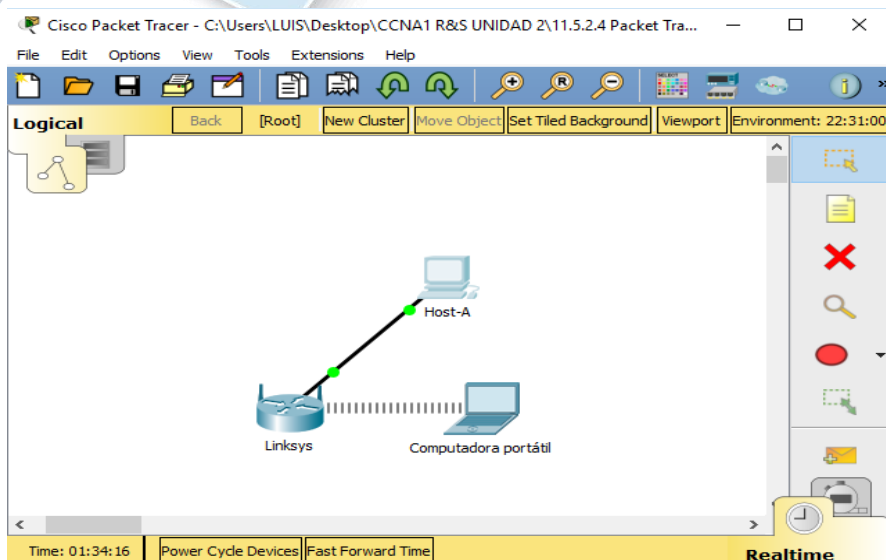 Cisco Packet Tracer - C:\Users\LUIS\Desktop\CCNA1 R&S UNIDAD 2\11.5.2.4 Packet Tra...
File Edit Options View Tools Extensions Help
Logical Back [Root] New Cluster Move Object Set Tiled Background Viewport Environment: 22:31:00
Host-A
Linksys
Computadora portátil
Time: 01:34:16 Power Cycle Devices Fast Forward Time Realtime